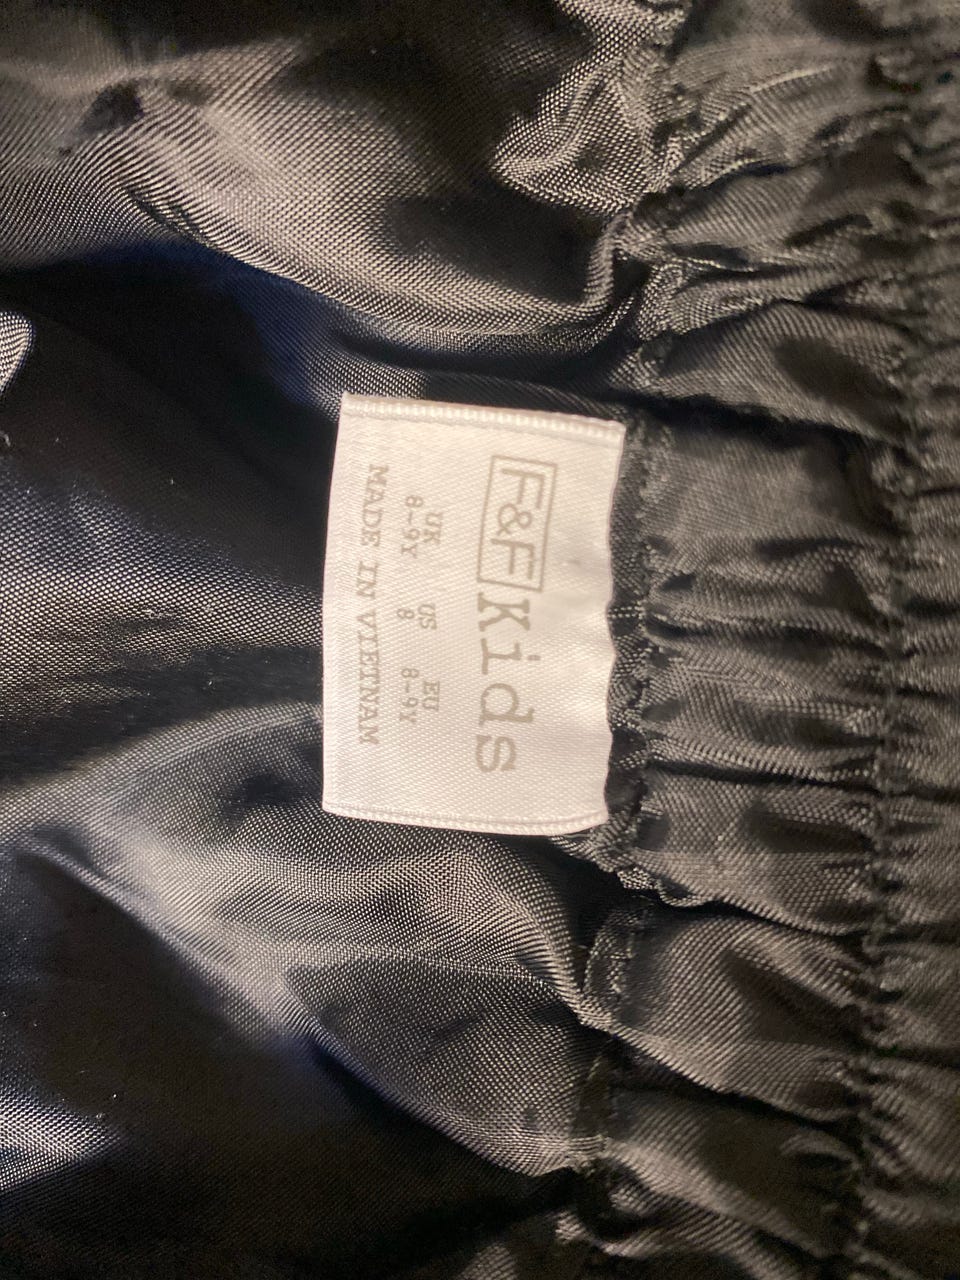 F&F Kids
UK US EU
8-9Y 8 8-9Y
MADE IN VIETNAM